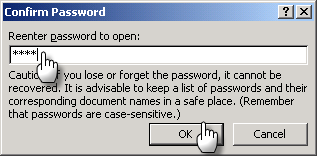 Confirm Password
Reenter password to open:
****
Caution: If you lose or forget the password, it cannot be
recovered. It is advisable to keep a list of passwords and their
corresponding document names in a safe place. (Remember
that passwords are case-sensitive.)
OK Cancel